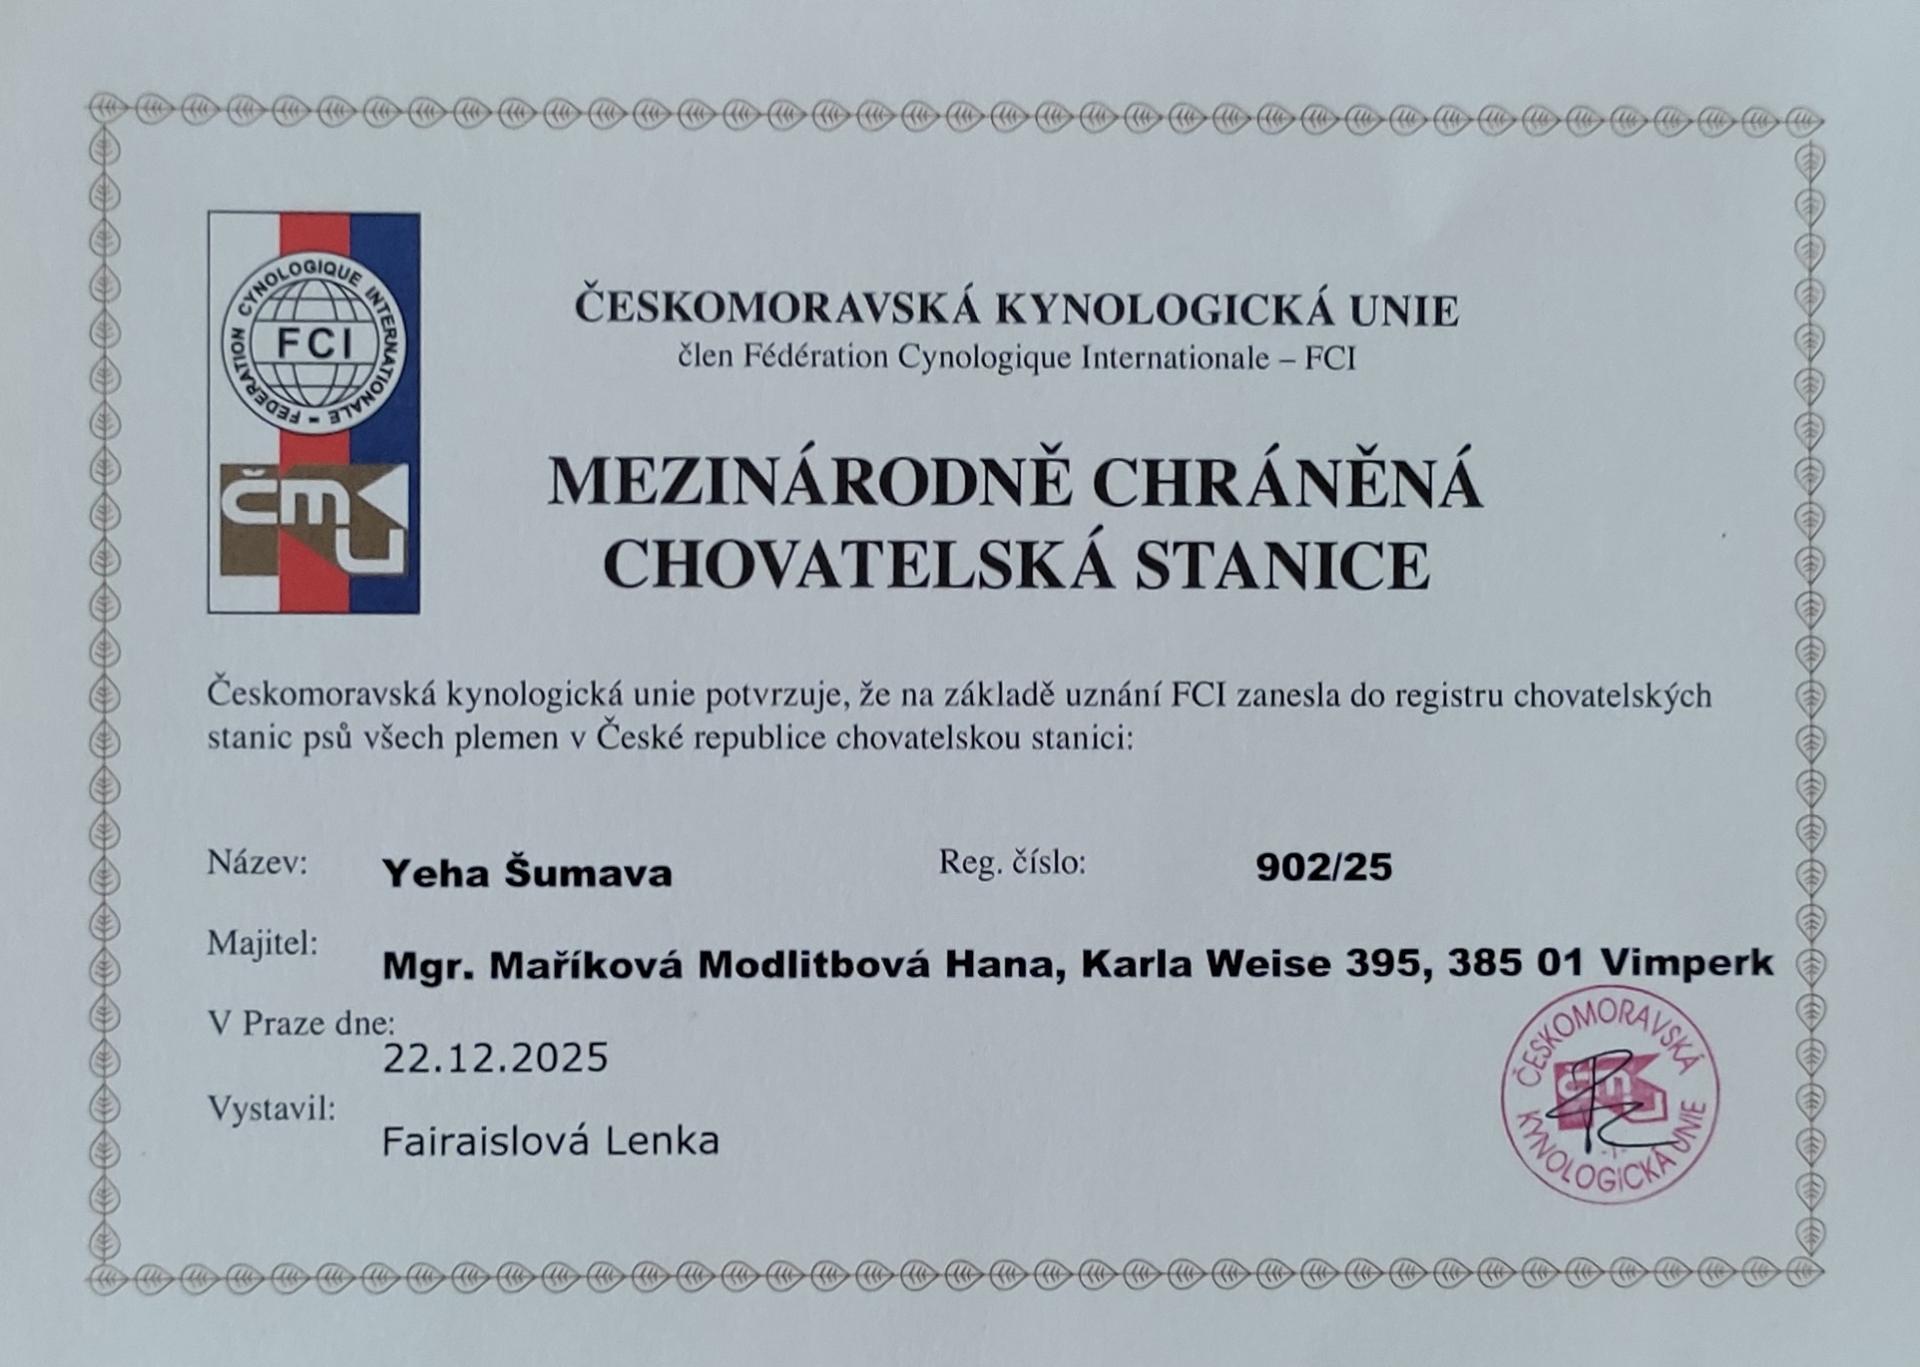 FEDERATION CYNOLOGIQUE INTERNATIONALE –
FCI
ČMKU
ČESKOMORAVSKÁ KYNOLOGICKÁ UNIE
člen Fédération Cynologique Internationale – FCI
MEZINÁRODNĚ CHRÁNĚNÁ
CHOVATELSKÁ STANICE
Českomoravská kynologická unie potvrzuje, že na základě uznání FCI zanesla do registru chovatelských
stanic psů všech plemen v České republice chovatelskou stanici:
Název: Yeha Šumava Reg. číslo: 902/25
Majitel: Mgr. Maříková Modlitbová Hana, Karla Weise 395, 385 01 Vimperk
V Praze dne:
22.12.2025
Vystavil:
Fairaislová Lenka
ČESKOMORAVSKÁ
ČMKU
KYNOLOGICKÁ UNIE
-1-